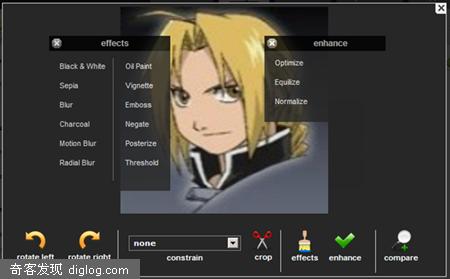 effects
Black & White
Sepia
Blur
Charcoal
Motion Blur
Radial Blur
Oil Paint
Vignette
Emboss
Negate
Posterize
Threshold
enhance
Optimize
Equilize
Normalize
rotate left
rotate right
none
constrain
crop
effects
enhance
compare
奇客发现 diglog.com